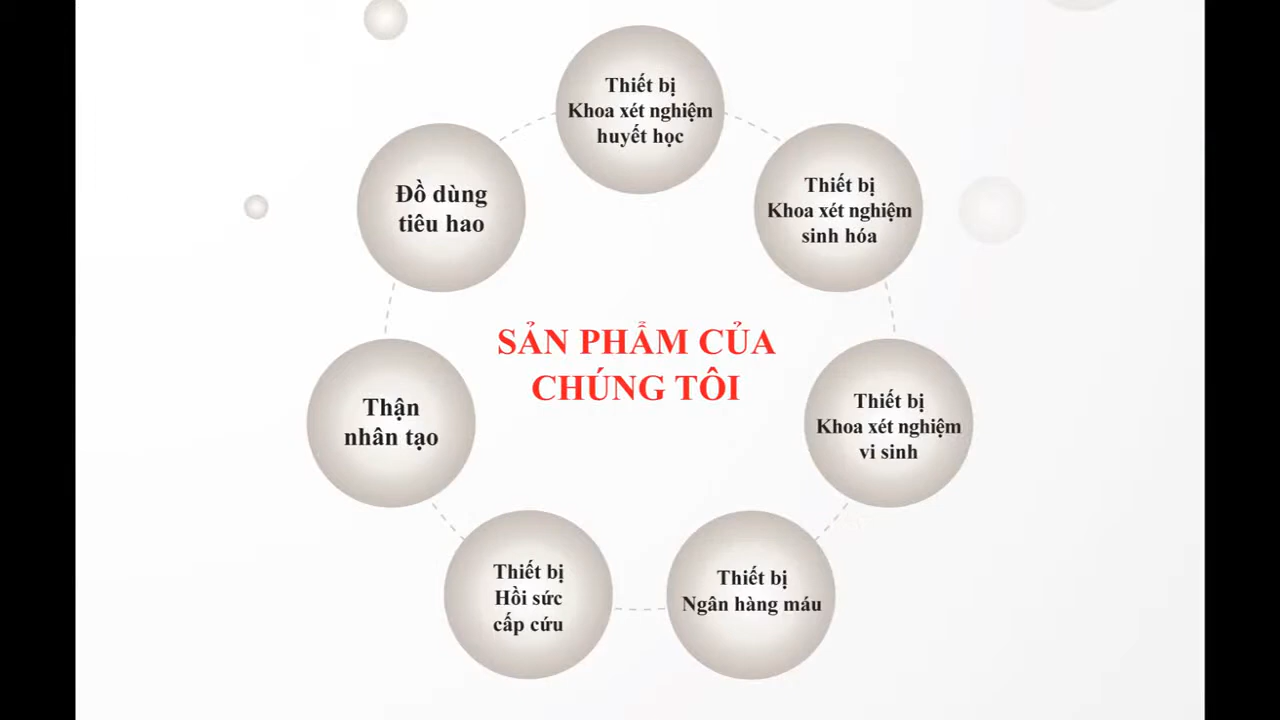 Thiết bị
Khoa xét nghiệm
huyết học
Thiết bị
Khoa xét nghiệm
sinh hóa
Thiết bị
Khoa xét nghiệm
vi sinh
Thiết bị
Ngân hàng máu
Thiết bị
Hồi sức
cấp cứu
Thận
nhân tạo
Đồ dùng
tiêu hao
SẢN PHẨM CỦA
CHÚNG TÔI